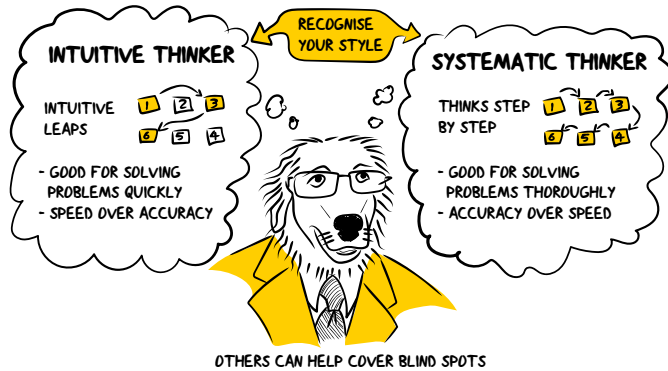 RECOGNISE
YOUR STYLE
INTUITIVE THINKER
INTUITIVE
LEAPS
1 2 3
6 5 4
- GOOD FOR SOLVING
PROBLEMS QUICKLY
- SPEED OVER ACCURACY
SYSTEMATIC THINKER
THINKS STEP
BY STEP
1 2 3
6 5 4
- GOOD FOR SOLVING
PROBLEMS THOROUGHLY
- ACCURACY OVER SPEED
OTHERS CAN HELP COVER BLIND SPOTS